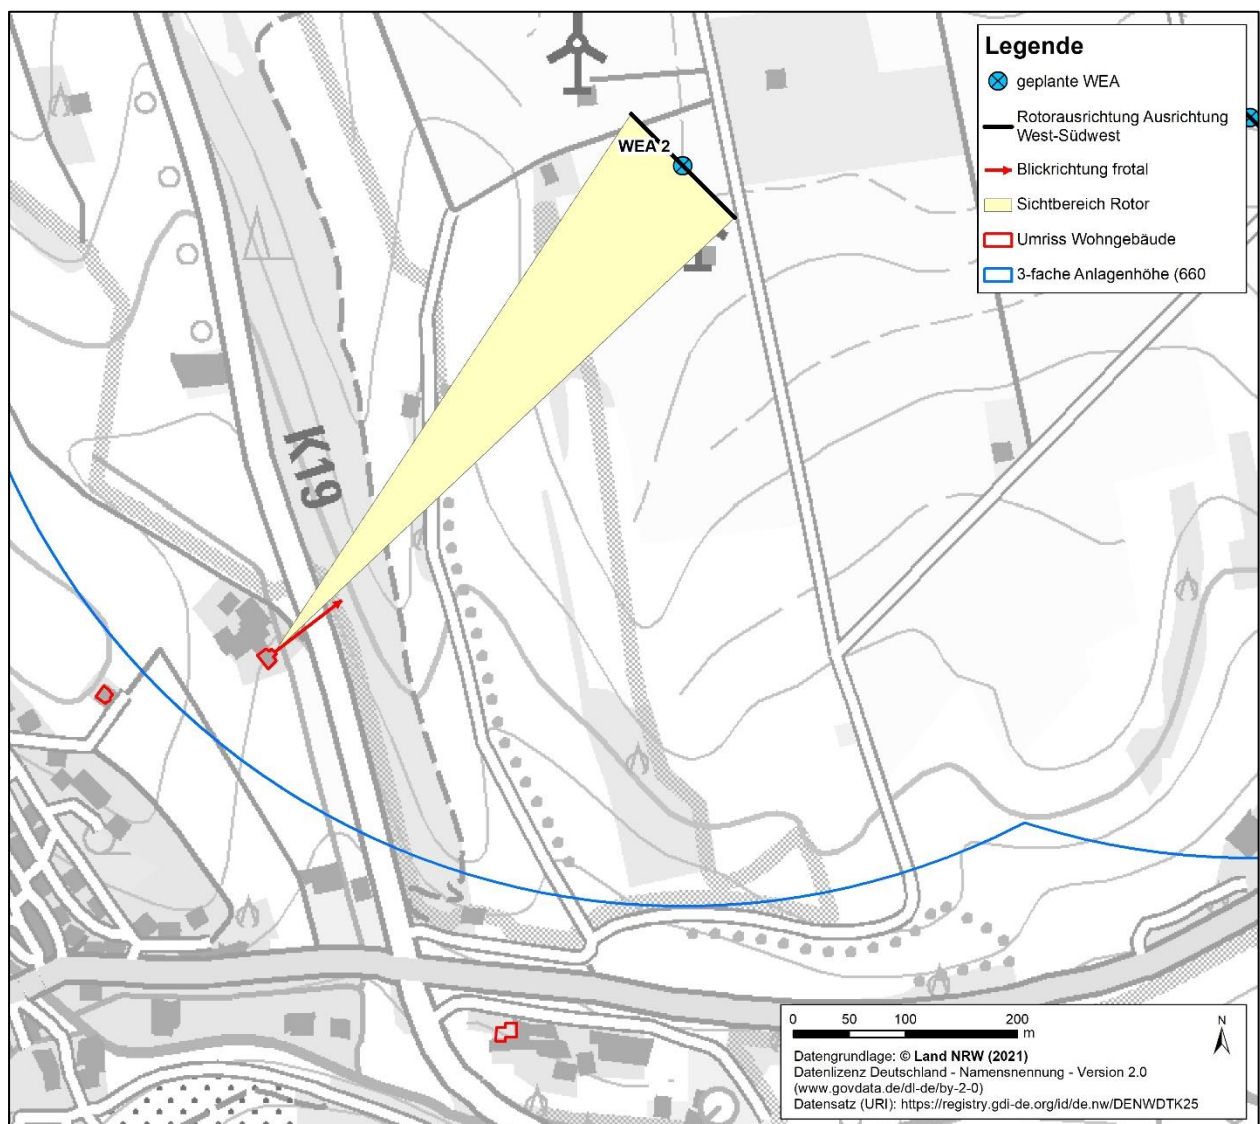 Legende
geplante WEA
Rotorausrichtung Ausrichtung
West-Südwest
Blickrichtung frotal
Sichtbereich Rotor
Umriss Wohngebäude
3-fache Anlagenhöhe (660
WEA 2
K19
0 50 100 200
m
N
Datengrundlage: © Land NRW (2021)
Datenlizenz Deutschland - Namensnennung - Version 2.0
(www.govdata.de/dl-de/by-2-0)
Datensatz (URI): https://registry.gdi-de.org/id/de.nw/DENWDTK25